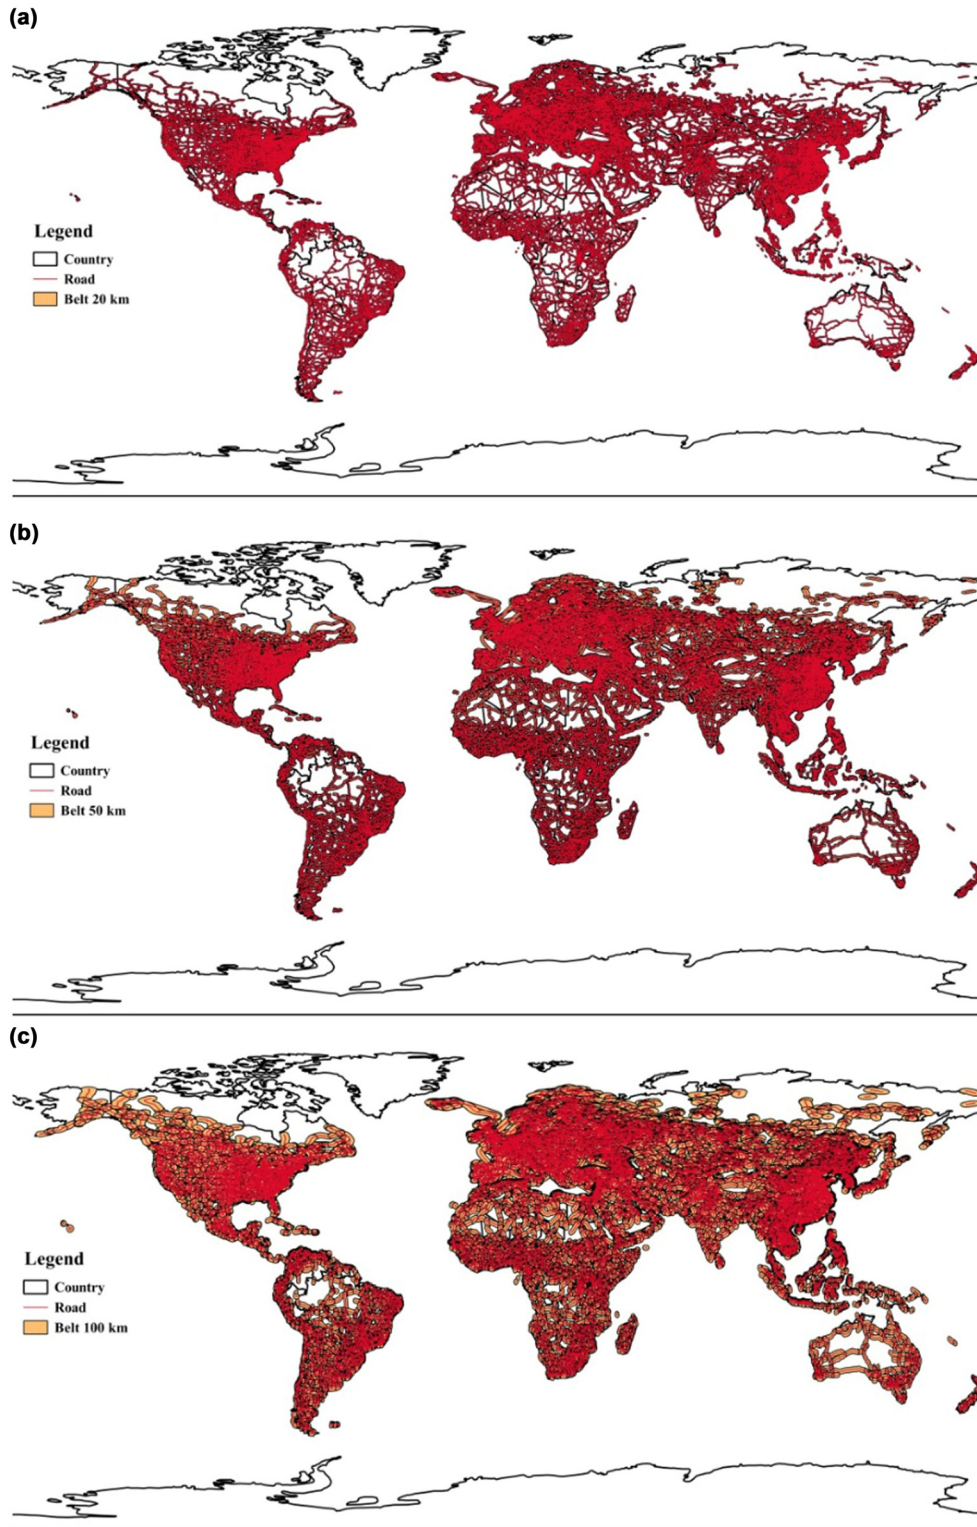 (a)
Legend
Country
Road
Belt 20 km
(b)
Legend
Country
Road
Belt 50 km
(c)
Legend
Country
Road
Belt 100 km